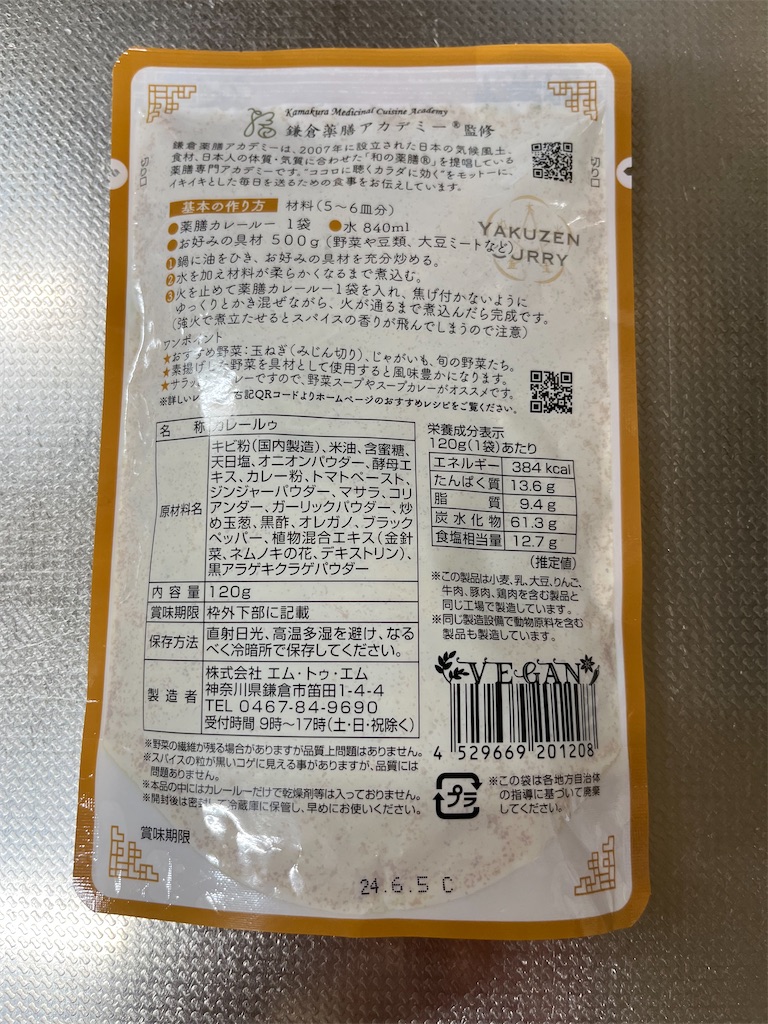 Kamakura Medicinal Cuisine Academy
鎌倉薬膳アカデミー®監修
鎌倉薬膳アカデミーは、2007年に設立された日本の気候風土、
食材、日本人の体質・気質に合わせた「和の薬膳®」を提唱している
薬膳専門アカデミーです。"ココロに聴くカラダに効く"をモットーに、
イキイキとした毎日を送るための食事をお伝えしています。
基本の作り方 材料(5〜6皿分)
●薬膳カレールー 1袋 ●水 840ml
●お好みの具材 500g(野菜や豆類、大豆ミートなど)
YAKUZEN
CURRY
❶鍋に油をひき、お好みの具材を充分炒める。
❷水を加え材料が柔らかくなるまで煮込む。
❸火を止めて薬膳カレールー1袋を入れ、焦げ付かないように
ゆっくりとかき混ぜながら、火が通るまで煮込んだら完成です。
(強火で煮立たせるとスパイスの香りが飛んでしまうので注意)
ワンポイント
★おすすめ野菜:玉ねぎ(みじん切り)、じゃがいも、旬の野菜たち。
★素揚げした野菜を具材として使用すると風味豊かになります。
★サラッ レーですので、野菜スープやスープカレーがオススメです。
※詳しいレ 右記QRコードよりホームページのおすすめレシピをご覧ください。
名称 カレールゥ
原材料名 キビ粉(国内製造)、米油、含蜜糖、
天日塩、オニオンパウダー、酵母エ
キス、カレー粉、トマトペースト、
ジンジャーパウダー、マサラ、コリ
アンダー、ガーリックパウダー、炒
め玉葱、黒酢、オレガノ、ブラック
ペッパー、植物混合エキス(金針
菜、ネムノキの花、デキストリン)、
黒アラゲキクラゲパウダー
内容量 120g
賞味期限 枠外下部に記載
保存方法 直射日光、高温多湿を避け、なる
べく冷暗所で保存してください。
製造者 株式会社 エム・トゥ・エム
神奈川県鎌倉市笛田1-4-4
TEL 0467-84-9690
受付時間 9時〜17時(土・日・祝除く)
栄養成分表示
120g(1袋)あたり
エネルギー 384 kcal
たんぱく質 13.6 g
脂質 9.4 g
炭水化物 61.3 g
食塩相当量 12.7 g
(推定値)
※この製品は小麦、乳、大豆、りんご、
牛肉、豚肉、鶏肉を含む製品と
同じ工場で製造しています。
※同じ製造設備で動物原料を含む
製品も製造しています。
VEGAN
4 529669 201208
※野菜の繊維が残る場合がありますが品質上問題はありません。
※スパイスの粒が黒いコゲに見える事がありますが、品質には
問題ありません。
※本品の中にはカレールーだけで乾燥剤等は入っておりません。
※開封後は密封して冷蔵庫に保管し、早めにお使いください。
プラ
※この袋は各地方自治体
の指導に基づいて廃棄
してください。
賞味期限
24.6.5 C